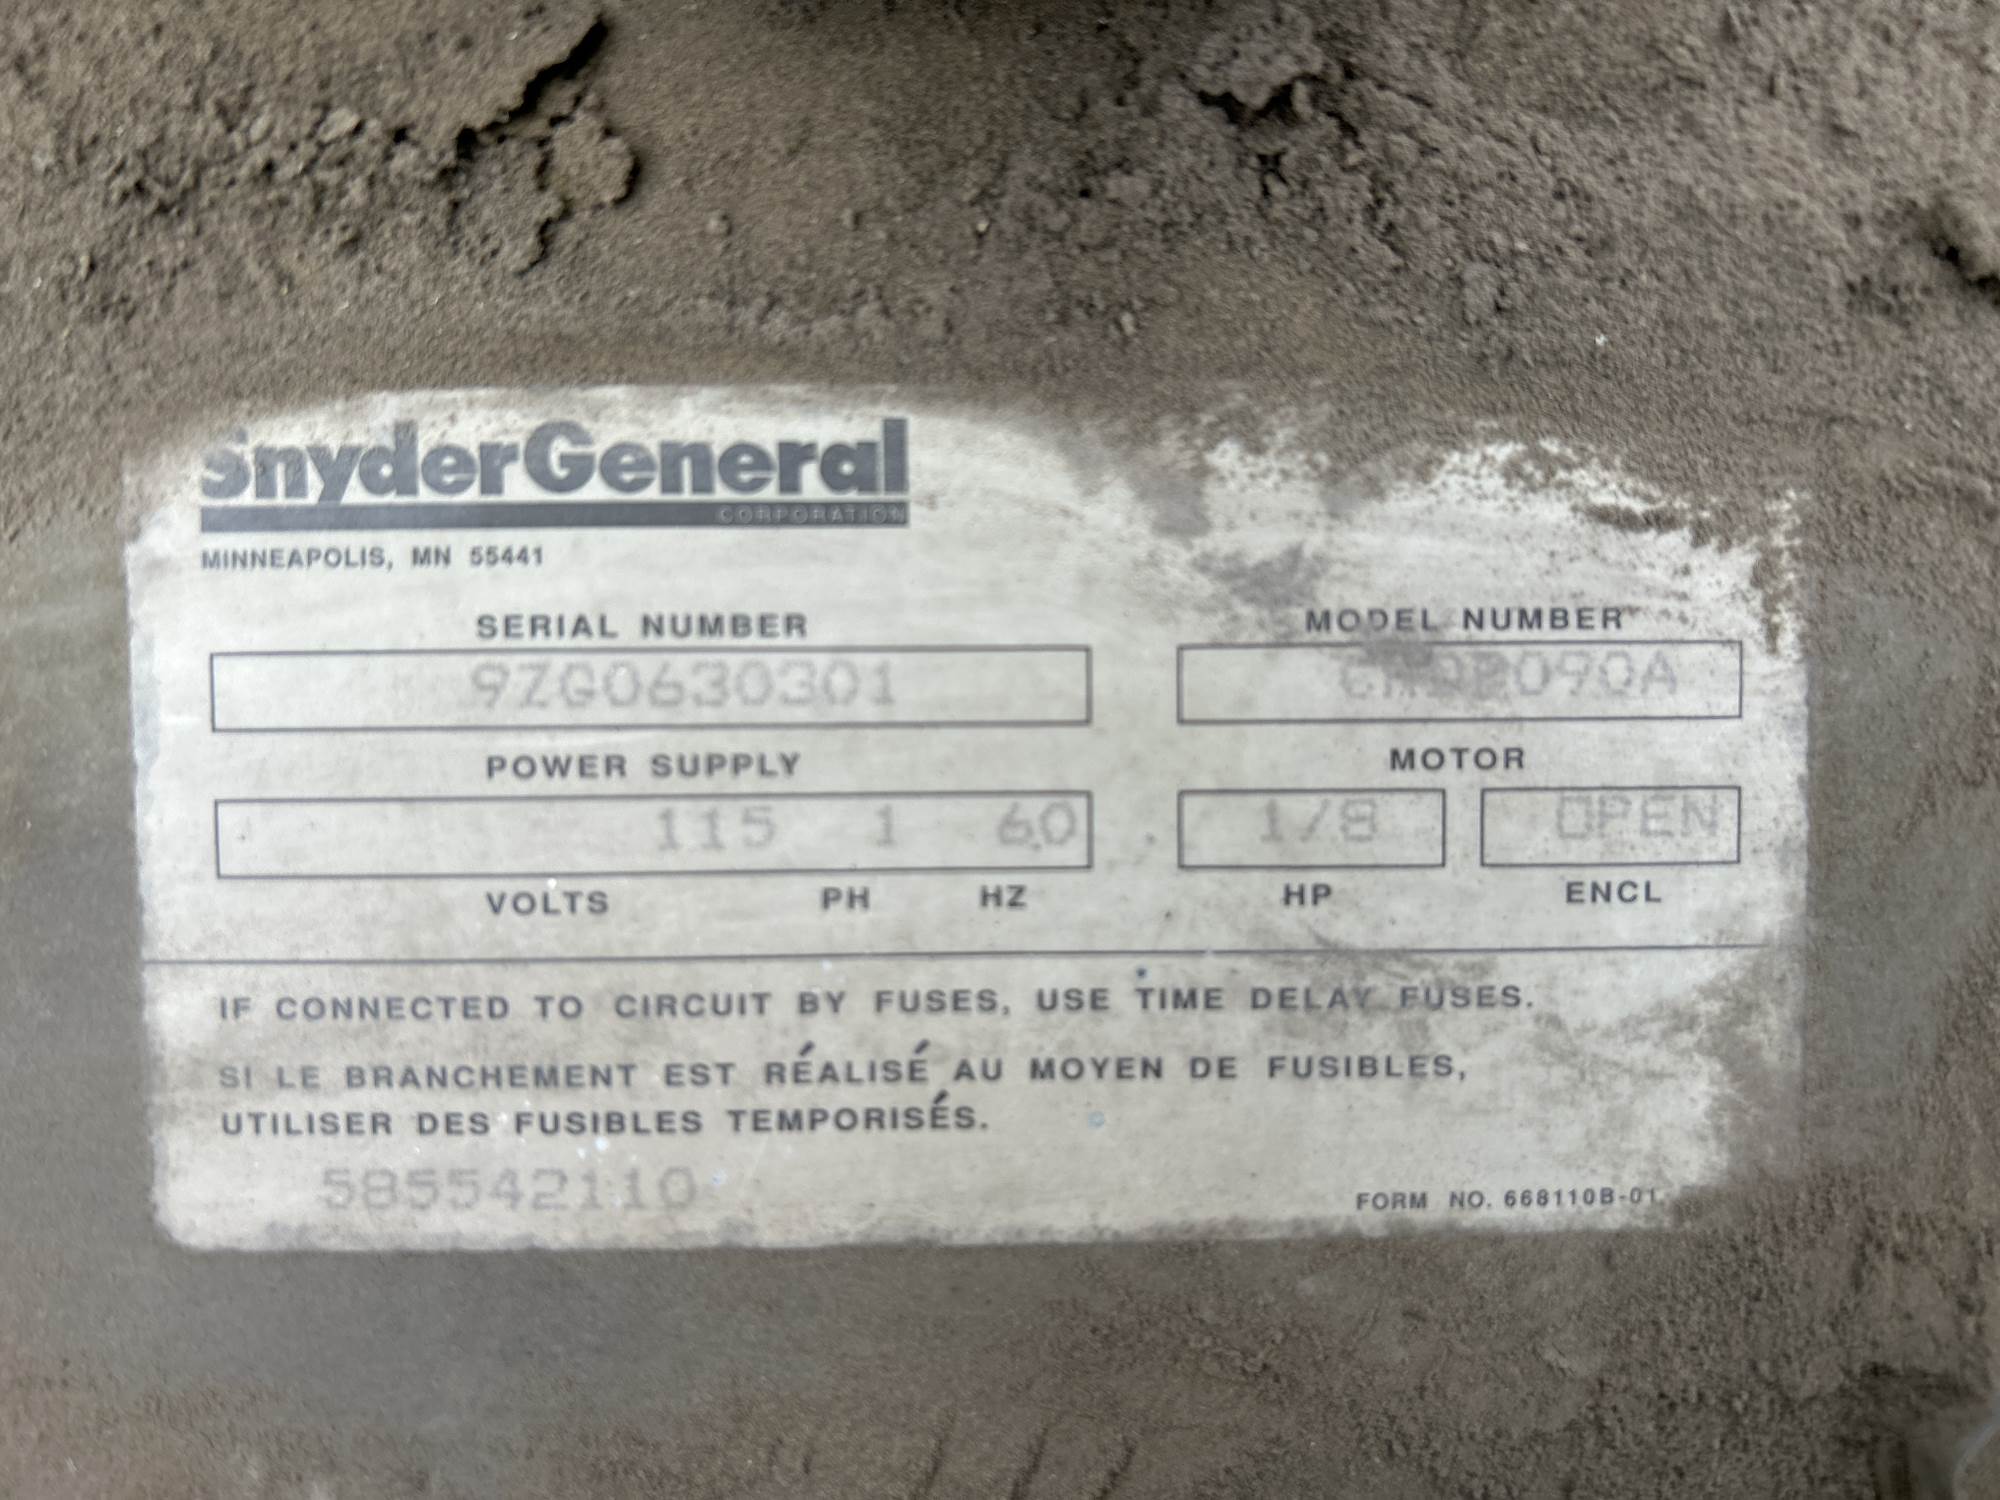 SnyderGeneral
CORPORATION
MINNEAPOLIS, MN 55441
SERIAL NUMBER
9ZG0630301
MODEL NUMBER
POWER SUPPLY
115 1 60
VOLTS PH HZ
MOTOR
1/8 OPEN
HP ENCL
IF CONNECTED TO CIRCUIT BY FUSES, USE TIME DELAY FUSES.
SI LE BRANCHEMENT EST RÉALISÉ AU MOYEN DE FUSIBLES,
UTILISER DES FUSIBLES TEMPORISÉS.
585542110
FORM NO. 668110B-01